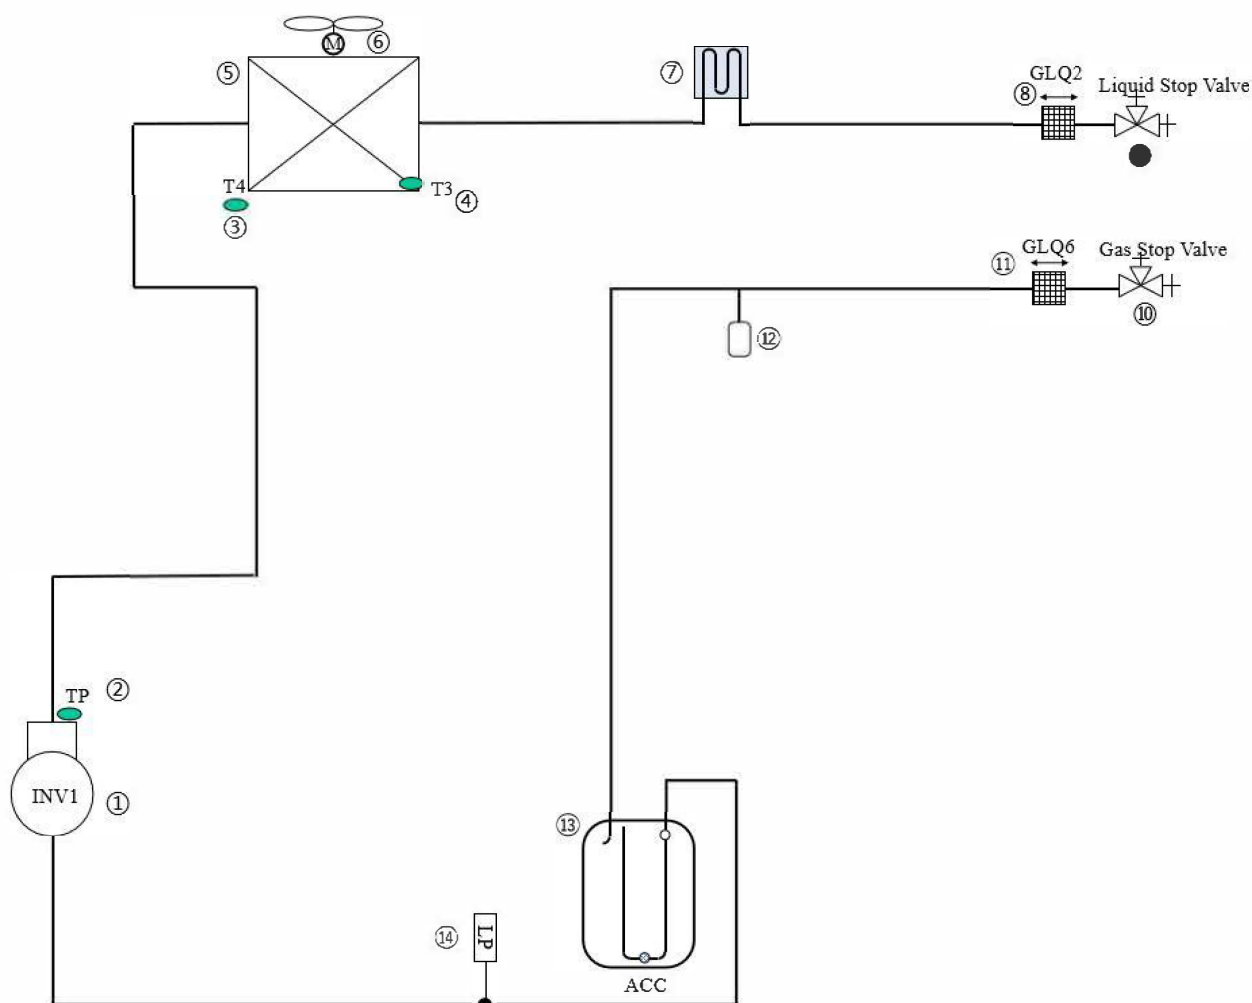 M ⑥
⑤
⑦
GLQ2
⑧
Liquid Stop Valve
T4
T3
④
③
GLQ6
⑪
Gas Stop Valve
⑩
⑫
TP ②
INV1 ①
⑬
⑭ LP
ACC